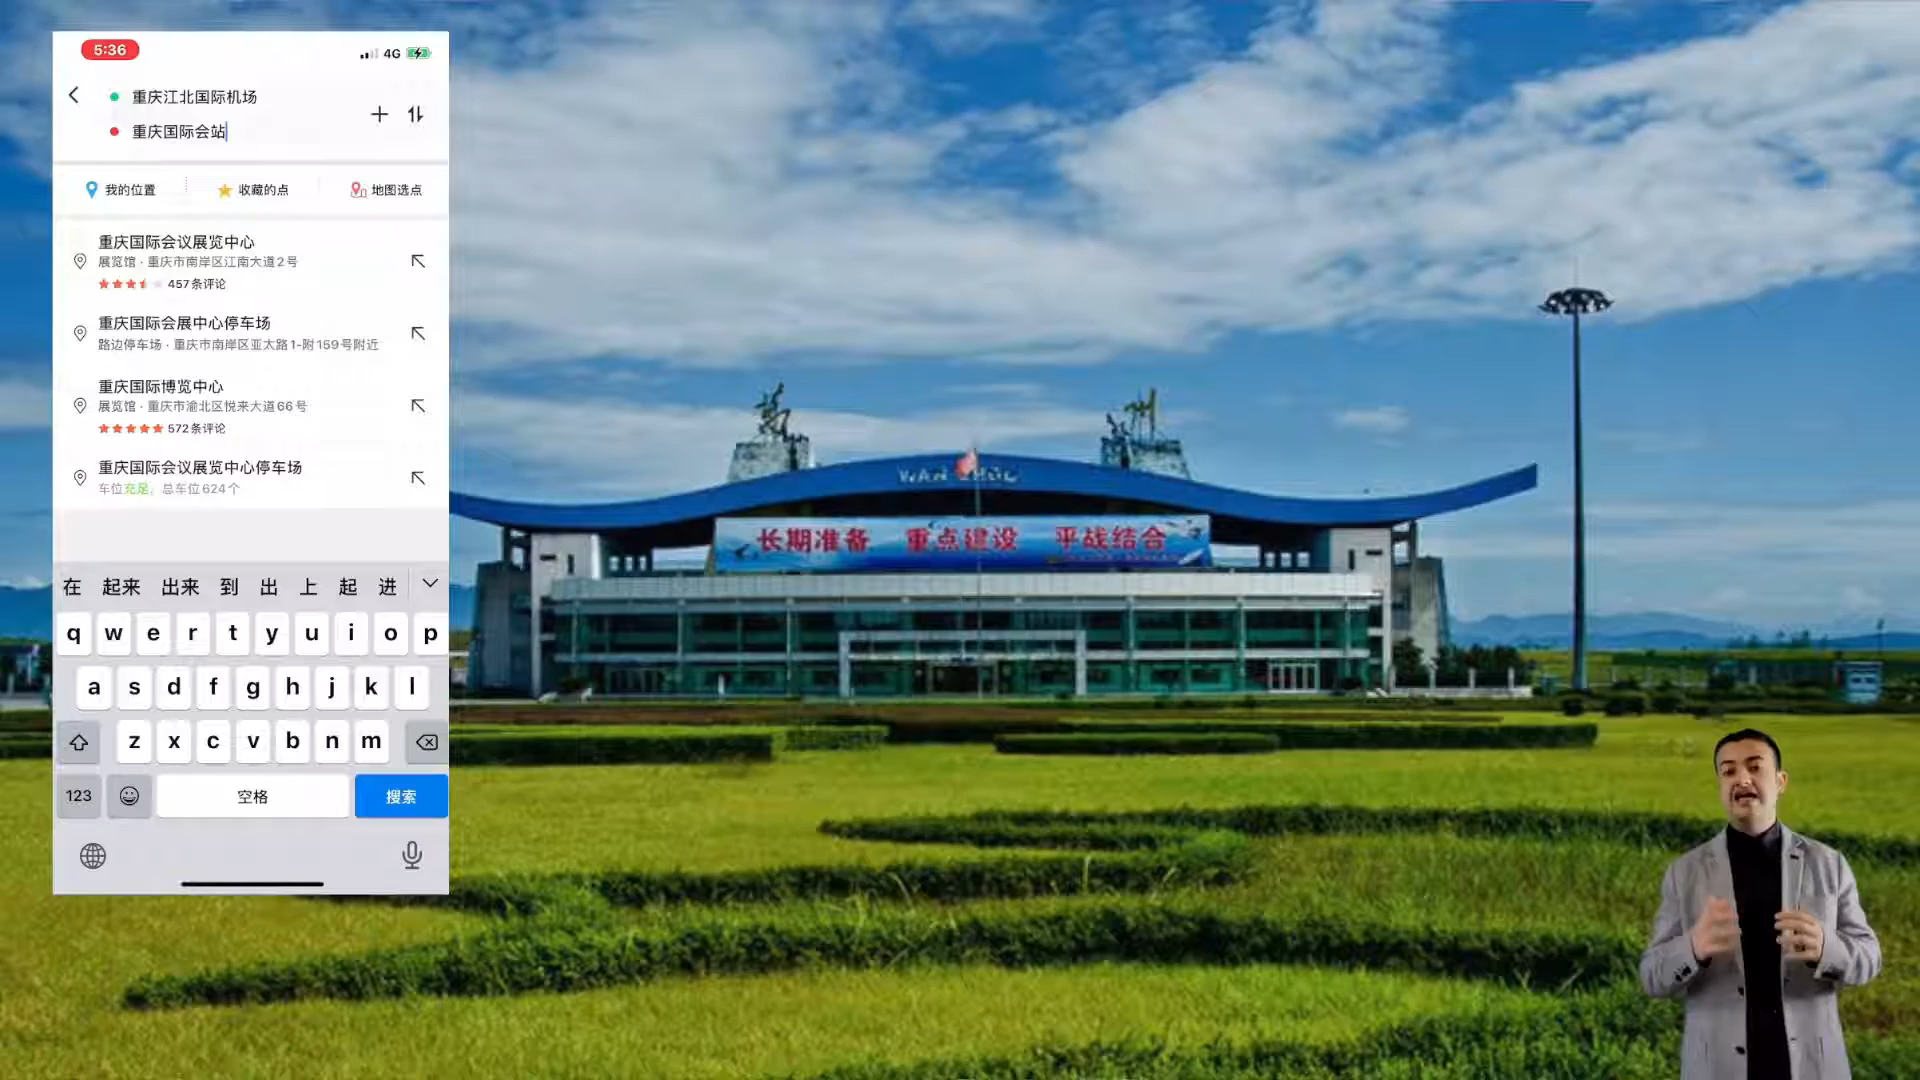 5:36
4G
重庆江北国际机场
重庆国际会站
我的位置
收藏的点
地图选点
重庆国际会议展览中心
展览馆 · 重庆市南岸区江南大道2号
457条评论
重庆国际会展中心停车场
路边停车场 · 重庆市南岸区亚太路1-附159号附近
重庆国际博览中心
展览馆 · 重庆市渝北区悦来大道66号
572条评论
重庆国际会议展览中心停车场
车位充足，总车位624个
在 起来 出来 到 出 上 起 进
q w e r t y u i o p
a s d f g h j k l
z x c v b n m
123
空格
搜索
万州
长期准备 重点建设 平战结合